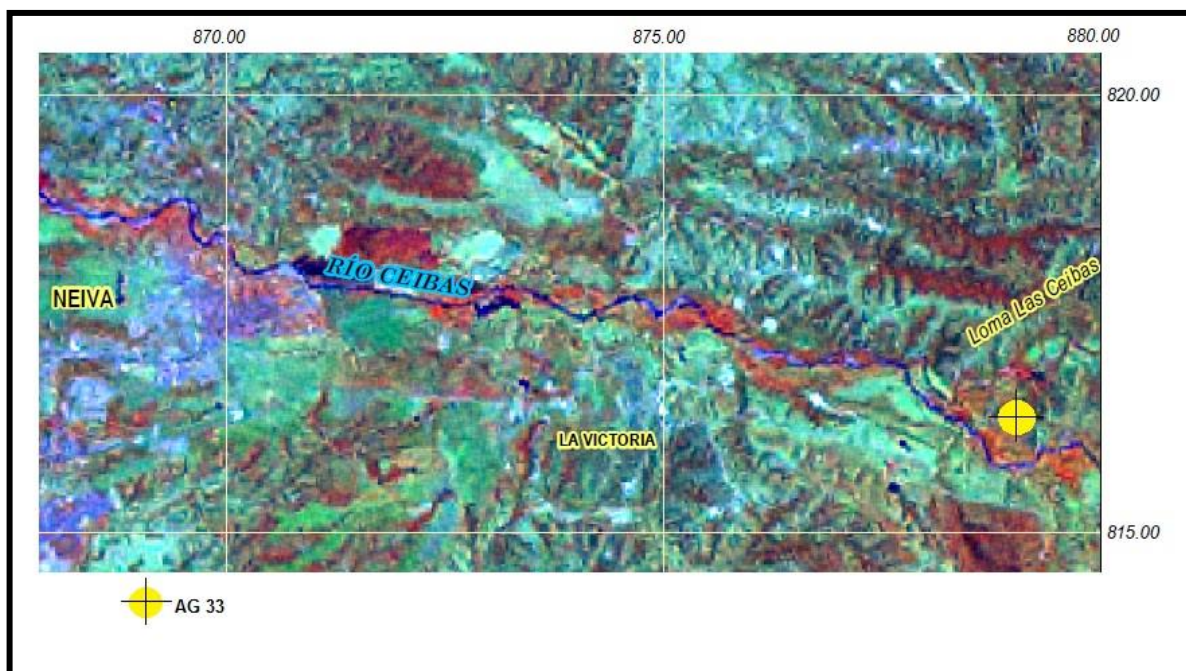 870.00
875.00
880.00
820.00
RÍO CEIBAS
NEIVA
Loma Las Ceibas
LA VICTORIA
815.00
AG 33